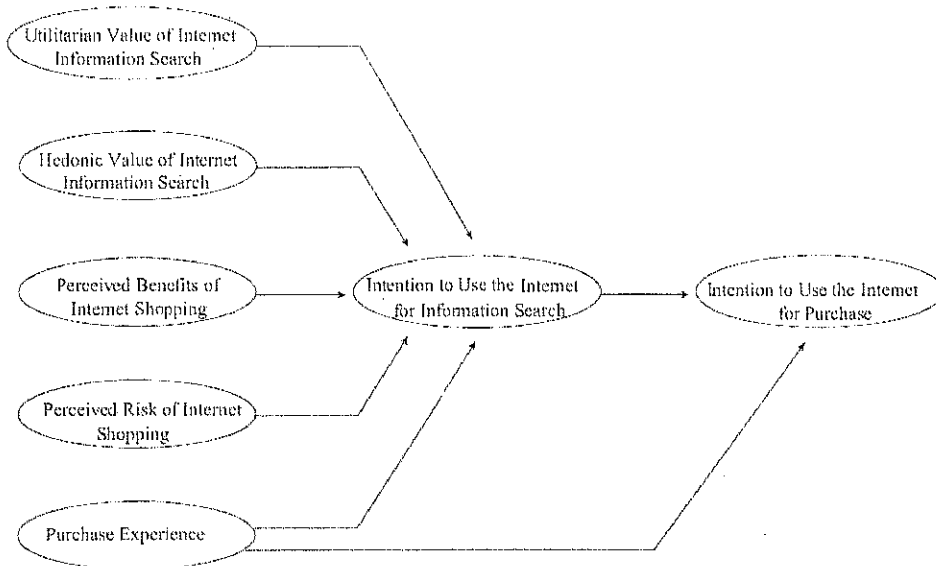 Utilitarian Value of Internet
Information Search
Hedonic Value of Internet
Information Search
Perceived Benefits of
Internet Shopping
Intention to Use the Internet
for Information Search
Intention to Use the Internet
for Purchase
Perceived Risk of Internet
Shopping
Purchase Experience